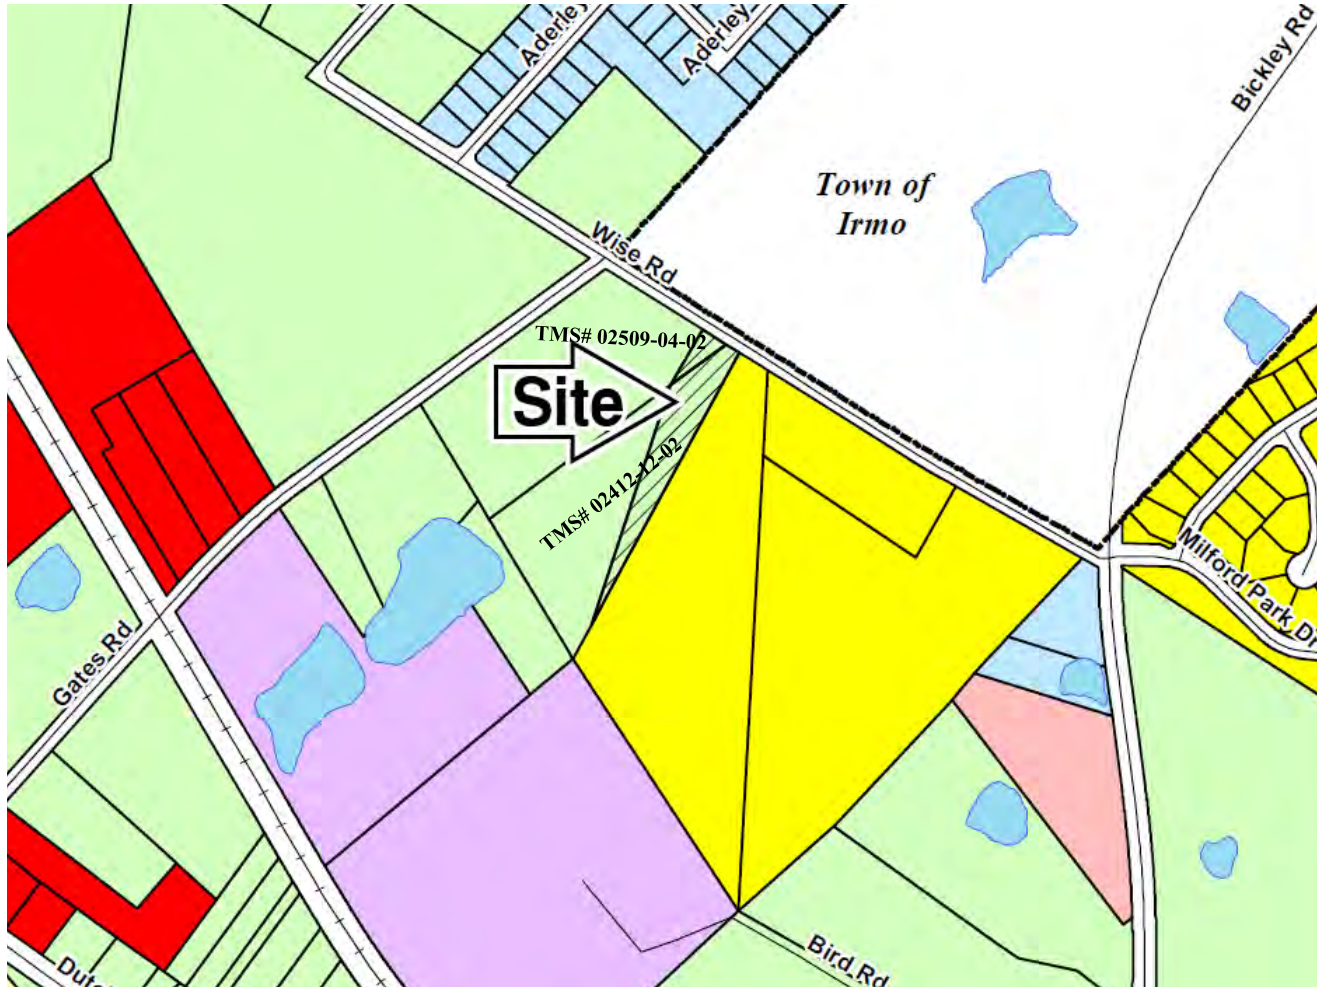 Aderley
Aderley
Bickley Rd
Town of
Irmo
Wise Rd
TMS# 02509-04-02
Site
TMS# 02412-12-02
Milford Park Dr
Gates Rd
Bird Rd
Dutc